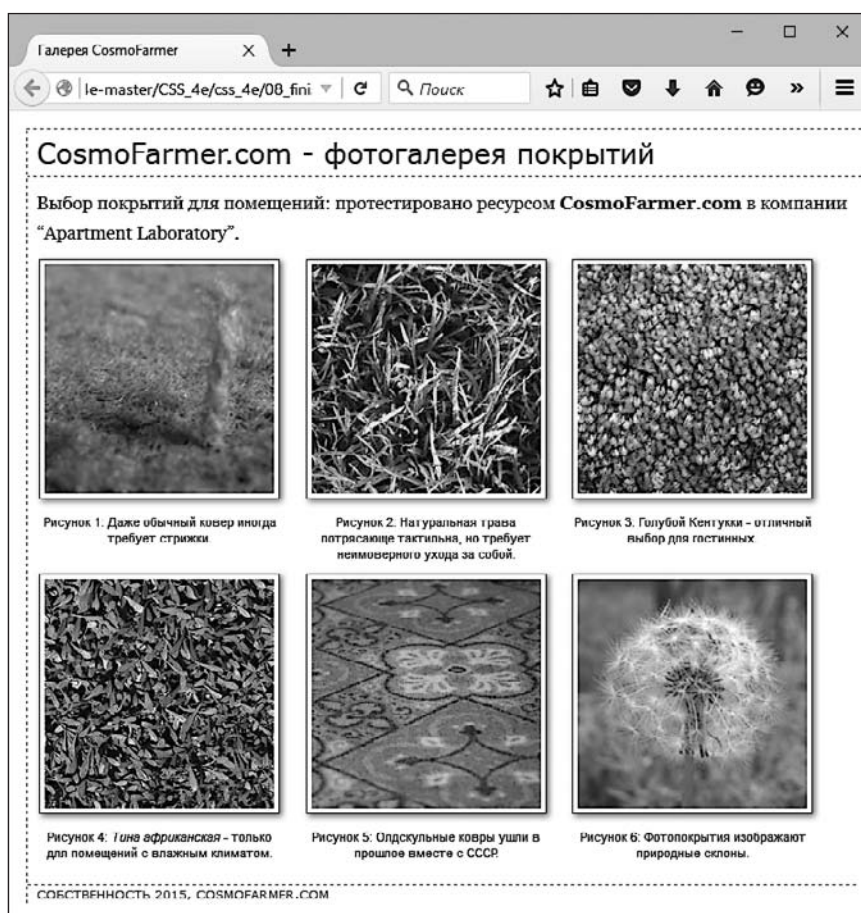 Галерея CosmoFarmer
le-master/CSS_4e/css_4e/08_fini
Поиск
CosmoFarmer.com - фотогалерея покрытий
Выбор покрытий для помещений: протестировано ресурсом CosmoFarmer.com в компании
“Apartment Laboratory”.
Рисунок 1. Даже обычный ковер иногда
требует стрижки.
Рисунок 2. Натуральная трава
потрясающе тактильна, но требует
неимоверного ухода за собой.
Рисунок 3. Голубой Кентукки - отличный
выбор для гостинных.
Рисунок 4: Тина африканская - только
для помещений с влажным климатом.
Рисунок 5: Олдскульные ковры ушли в
прошлое вместе с СССР.
Рисунок 6: Фотопокрытия изображают
природные склоны.
СОБСТВЕННОСТЬ 2015, COSMOFARMER.COM